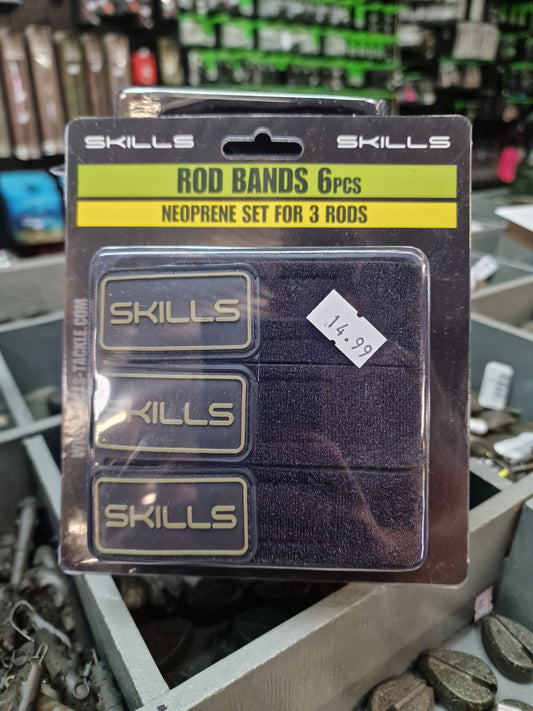 SKILLS SKILLS
ROD BANDS 6PCS
NEOPRENE SET FOR 3 RODS
SKILLS
14.99
SKILLS
SKILLS